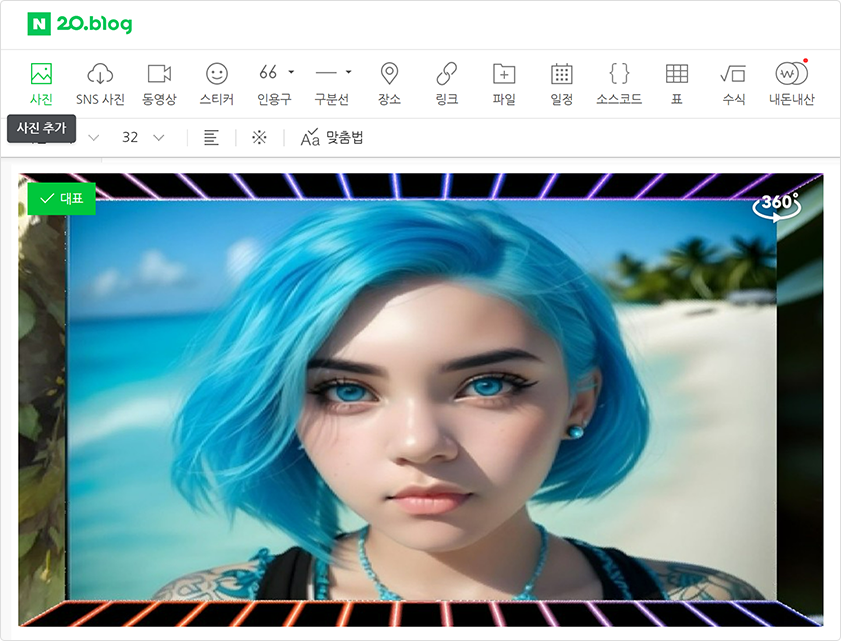 N 20.blog
사진 SNS 사진 동영상 스티커 66 인용구 구분선 장소 링크 파일 일정 { } 소스코드 표 수식 W 내돈내산
사진 추가
32 Aa 맞춤법
대표 360°